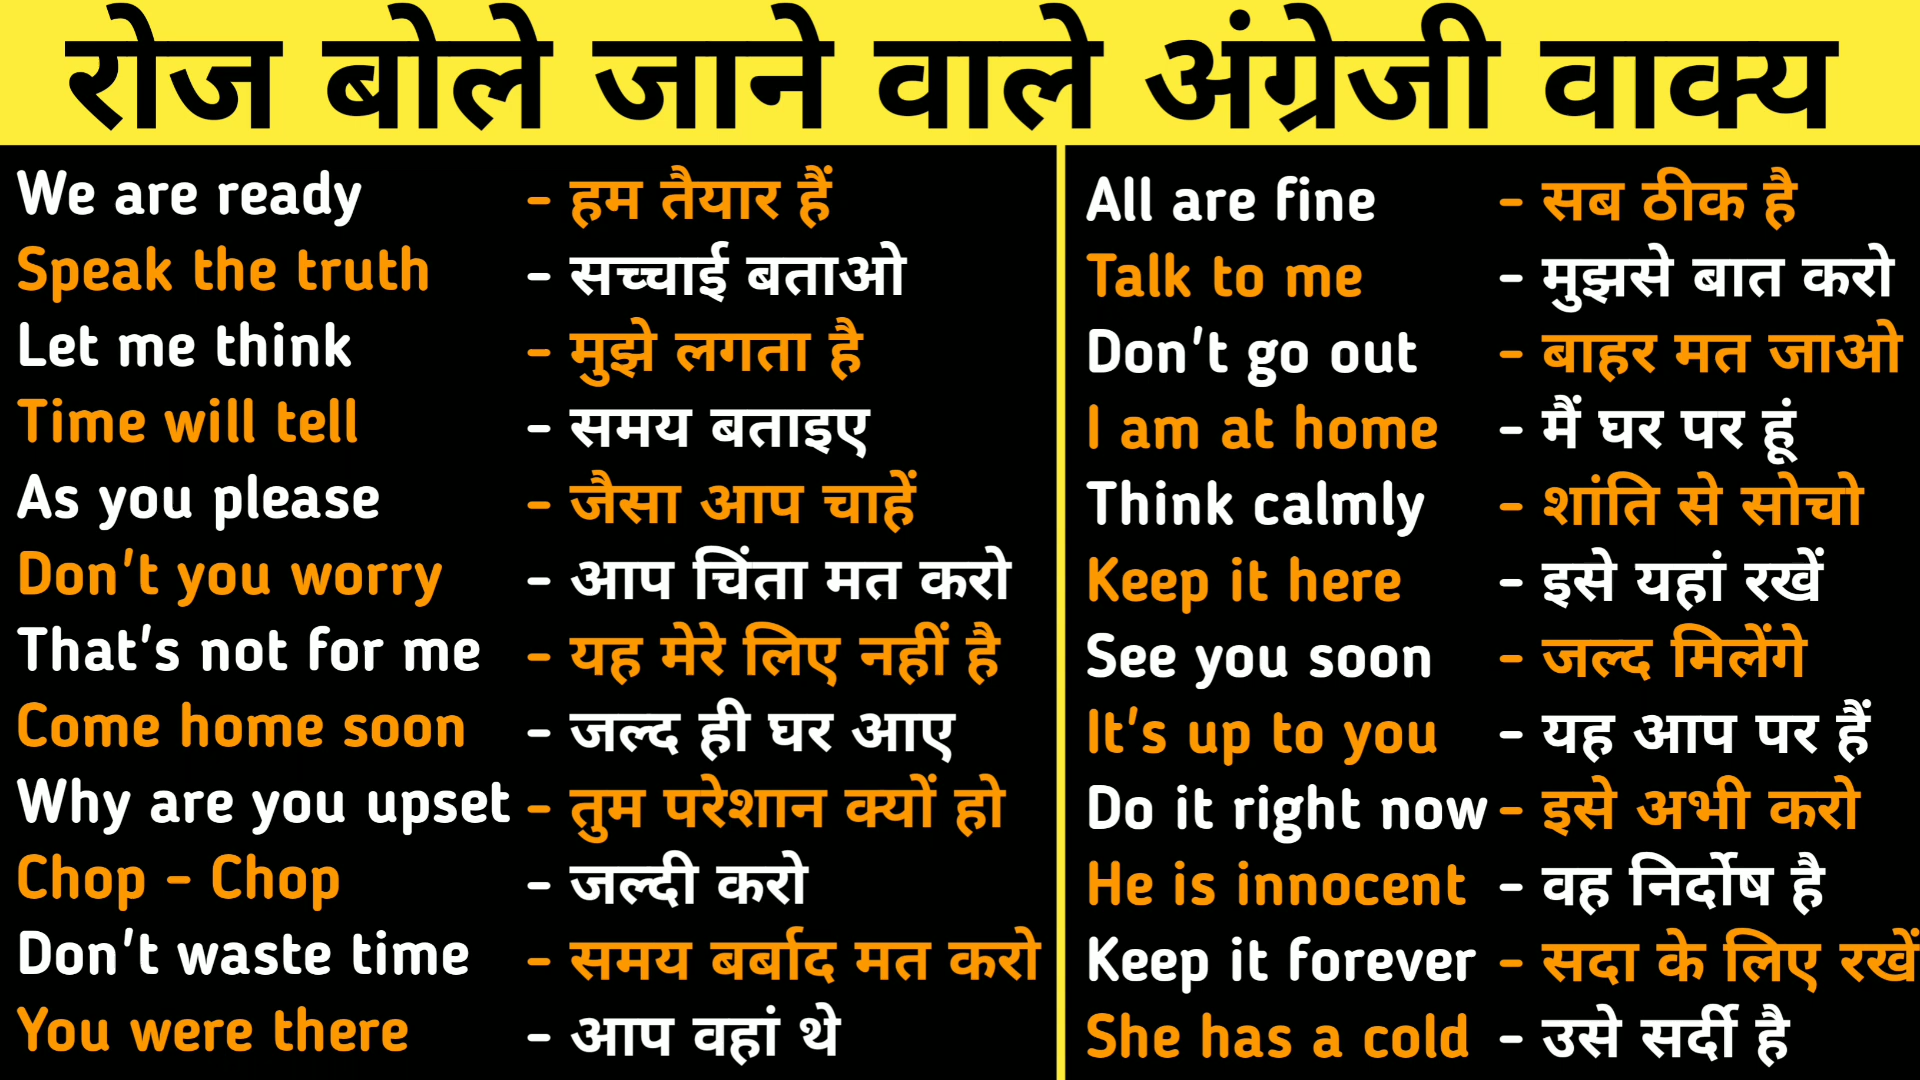 रोज बोले जाने वाले अंग्रेजी वाक्य
We are ready - हम तैयार हैं
Speak the truth - सच्चाई बताओ
Let me think - मुझे लगता है
Time will tell - समय बताइए
As you please - जैसा आप चाहें
Don't you worry - आप चिंता मत करो
That's not for me - यह मेरे लिए नहीं है
Come home soon - जल्द ही घर आए
Why are you upset - तुम परेशान क्यों हो
Chop - Chop - जल्दी करो
Don't waste time - समय बर्बाद मत करो
You were there - आप वहां थे
All are fine - सब ठीक है
Talk to me - मुझसे बात करो
Don't go out - बाहर मत जाओ
I am at home - मैं घर पर हूं
Think calmly - शांति से सोचो
Keep it here - इसे यहां रखें
See you soon - जल्द मिलेंगे
It's up to you - यह आप पर हैं
Do it right now - इसे अभी करो
He is innocent - वह निर्दोष है
Keep it forever - सदा के लिए रखें
She has a cold - उसे सर्दी है